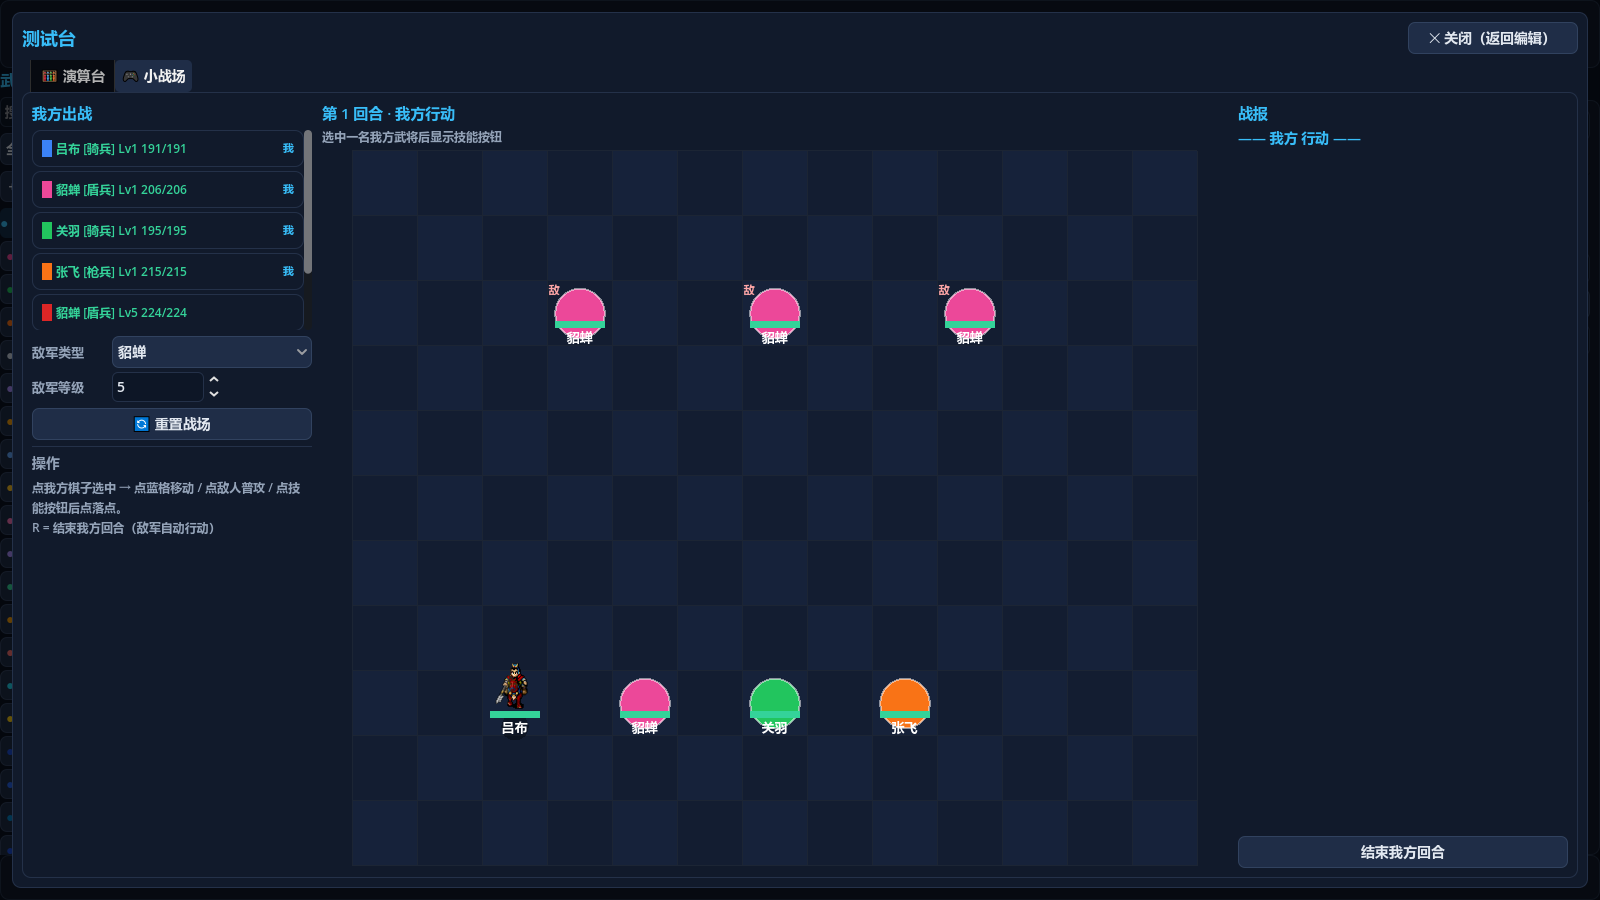 测试台
× 关闭（返回编辑）
演算台
小战场
我方出战
吕布 [骑兵] Lv1 191/191 我
貂蝉 [盾兵] Lv1 206/206 我
关羽 [骑兵] Lv1 195/195 我
张飞 [枪兵] Lv1 215/215 我
貂蝉 [盾兵] Lv5 224/224
敌军类型 貂蝉
敌军等级 5
重置战场
操作
点我方棋子选中 → 点蓝格移动 / 点敌人普攻 / 点技
能按钮后点落点。
R = 结束我方回合（敌军自动行动）
第 1 回合 · 我方行动
选中一名我方武将后显示技能按钮
敌 敌 敌
貂蝉 貂蝉 貂蝉
吕布 貂蝉 关羽 张飞
战报
—— 我方 行动 ——
结束我方回合